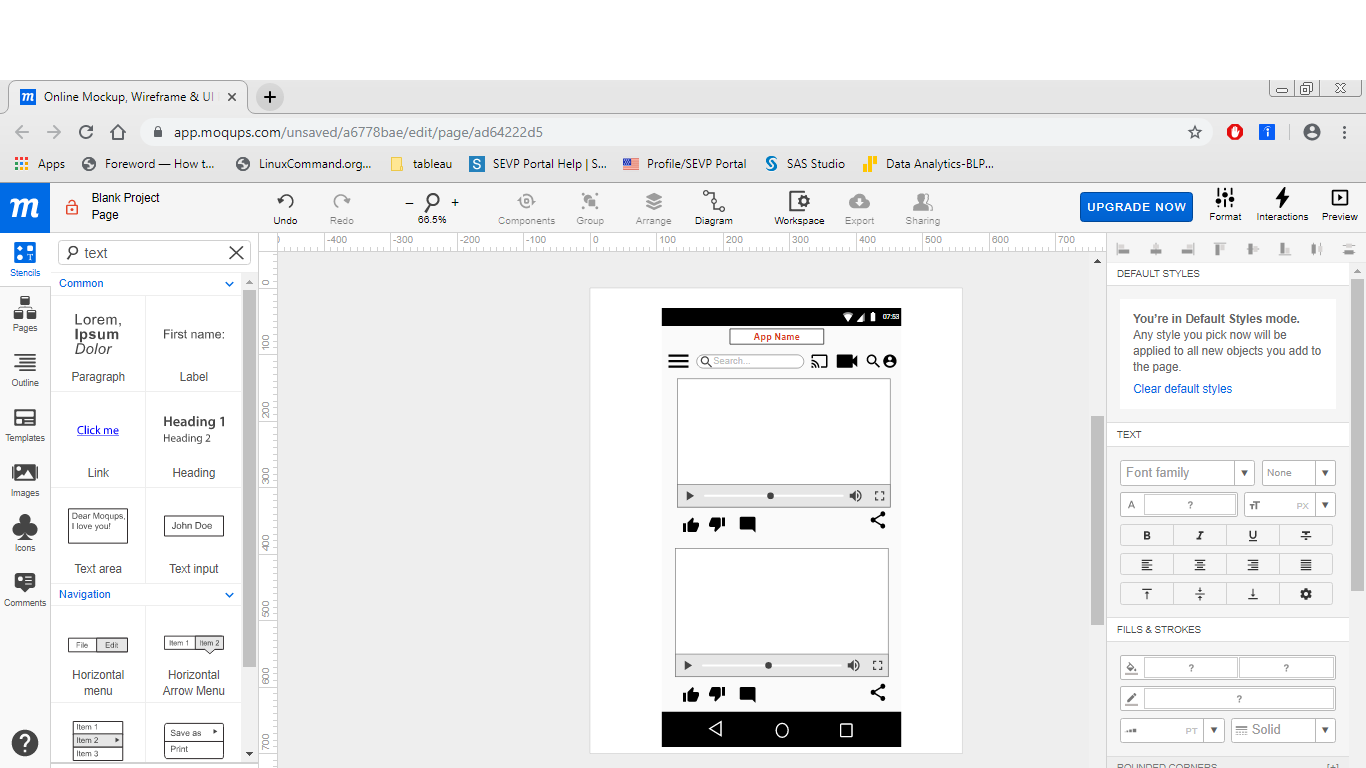 Online Mockup, Wireframe & UI
app.moqups.com/unsaved/a6778bae/edit/page/ad64222d5
Apps
Foreword — How t...
LinuxCommand.org...
tableau
SEVP Portal Help | S...
Profile/SEVP Portal
SAS Studio
Data Analytics-BLP...
m
Blank Project
Page
Undo
Redo
66.5%
Components
Group
Arrange
Diagram
Workspace
Export
Sharing
UPGRADE NOW
Format
Interactions
Preview
Stencils
Pages
Outline
Templates
Images
Icons
Comments
text
Common
Lorem,
Ipsum
Dolor
Paragraph
First name:
Label
Click me
Link
Heading 1
Heading 2
Heading
Dear Moqups,
I love you!
Text area
John Doe
Text input
Navigation
File Edit
Horizontal
menu
Item 1 Item 2
Horizontal
Arrow Menu
Item 1
Item 2
Item 3
Save as
Print
-400 -300 -200 -100 0 100 200 300 400 500 600 700
0
100
200
300
400
500
600
700
07:53
App Name
Search...
DEFAULT STYLES
You're in Default Styles mode.
Any style you pick now will be
applied to all new objects you add to
the page.
Clear default styles
TEXT
Font family
None
A ?
TT PX
B I U T
FILLS & STROKES
? ?
?
PT
Solid
ROUNDED CORNERS [+]